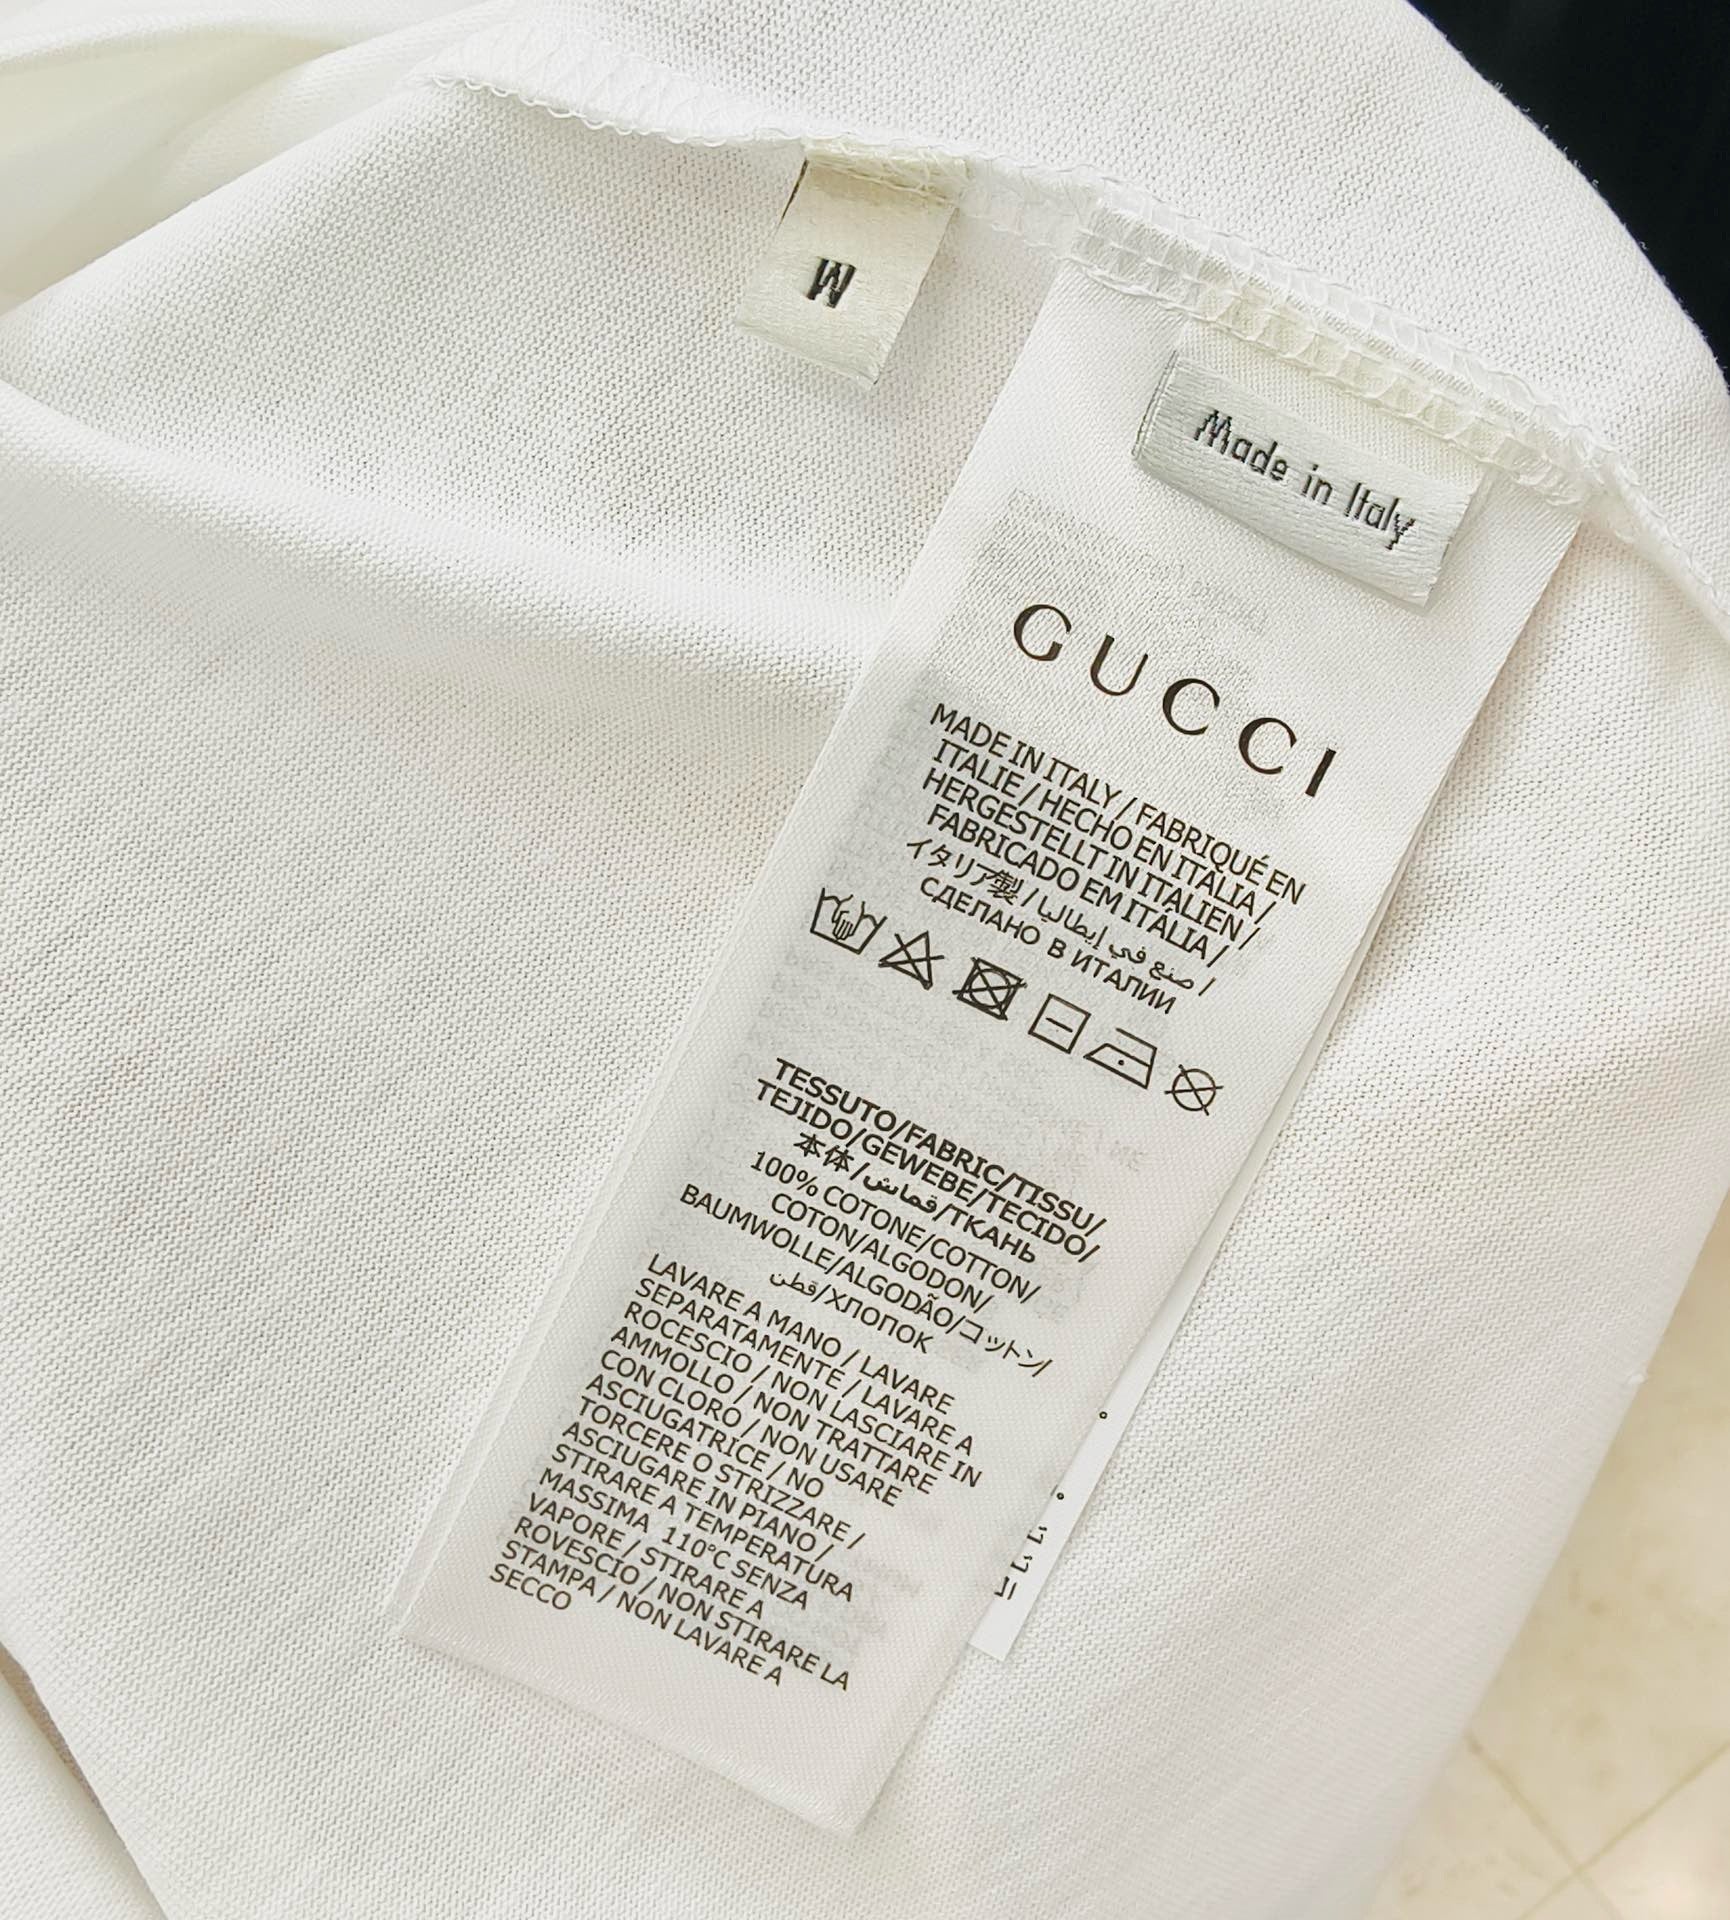 W
Made in Italy
GUCCI
MADE IN ITALY / FABRIQUÉ EN
ITALIE / HECHO EN ITALIA /
HERGESTELLT IN ITALIEN /
FABRICADO EM ITÁLIA /
イタリア製 / صنع في إيطاليا /
СДЕЛАНО В ИТАЛИИ
TESSUTO/FABRIC/TISSU/
TEJIDO/GEWEBE/TECIDO/
本体/قماش/ТКАНЬ
100% COTONE/COTTON/
COTON/ALGODON/
BAUMWOLLE/ALGODÃO/コットン/
قطن/ХЛОПОК
LAVARE A MANO / LAVARE
SEPARATAMENTE / LAVARE A
ROCESCIO / NON LASCIARE IN
AMMOLLO / NON TRATTARE
CON CLORO / NON USARE
ASCIUGATRICE / NO
TORCERE O STRIZZARE /
ASCIUGARE IN PIANO /
STIRARE A TEMPERATURA
MASSIMA 110°C SENZA
VAPORE / STIRARE A
ROVESCIO / NON STIRARE LA
STAMPA / NON LAVARE A
SECCO